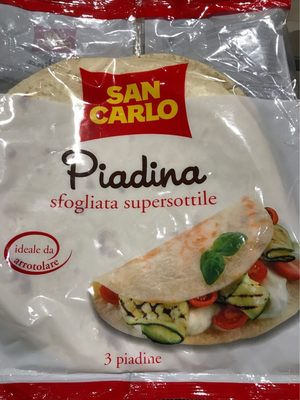 SAN
CARLO
Piadina
sfogliata supersottile
ideale da
arrotolare
3 piadine